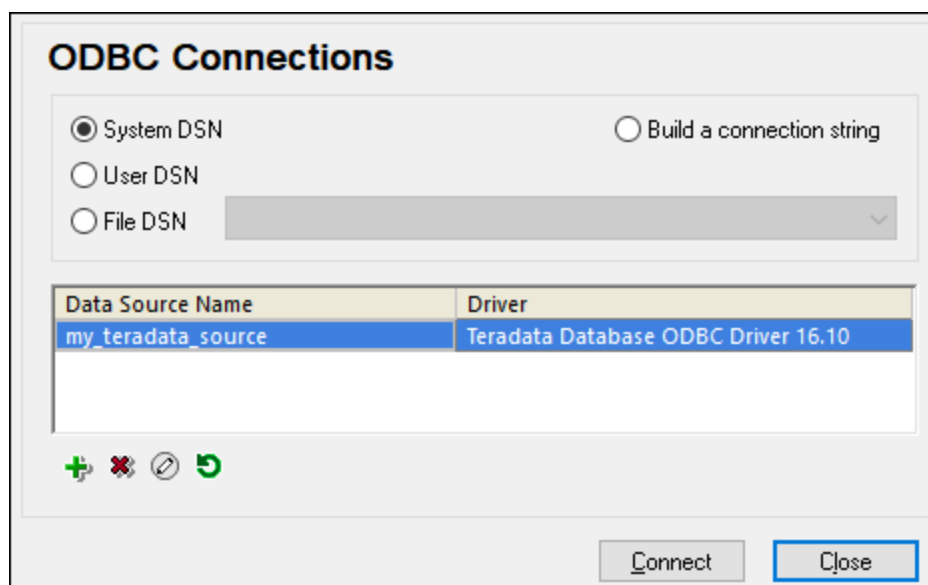 ODBC Connections
System DSN
Build a connection string
User DSN
File DSN
Data Source Name Driver
my_teradata_source Teradata Database ODBC Driver 16.10
Connect Close